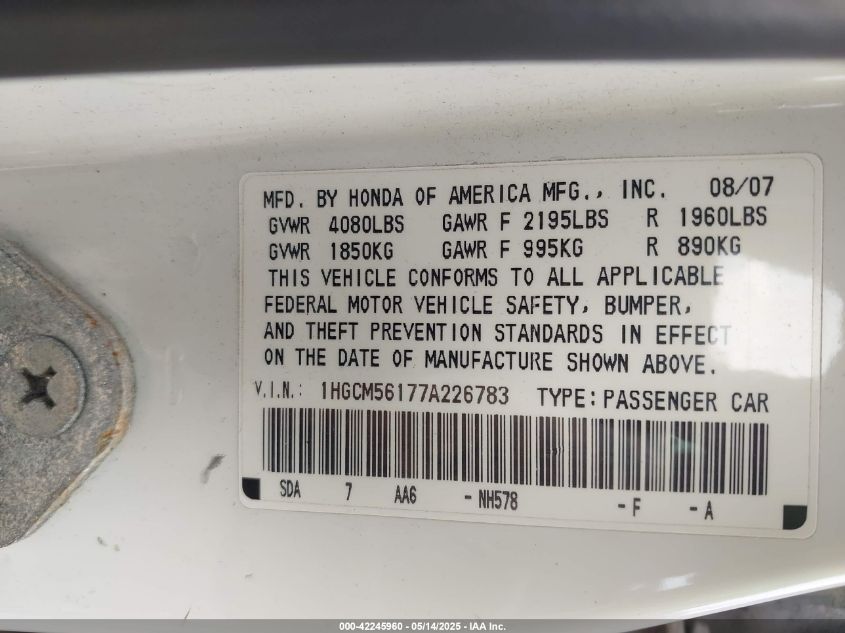 MFD. BY HONDA OF AMERICA MFG., INC. 08/07
GVWR 4080LBS GAWR F 2195LBS R 1960LBS
GVWR 1850KG GAWR F 995KG R 890KG
THIS VEHICLE CONFORMS TO ALL APPLICABLE
FEDERAL MOTOR VEHICLE SAFETY, BUMPER,
AND THEFT PREVENTION STANDARDS IN EFFECT
ON THE DATE OF MANUFACTURE SHOWN ABOVE.
V.I.N.: 1HGCM56177A226783 TYPE: PASSENGER CAR
SDA 7 AA6 - NH578 - F - A
000-42245960 - 05/14/2025 - IAA Inc.